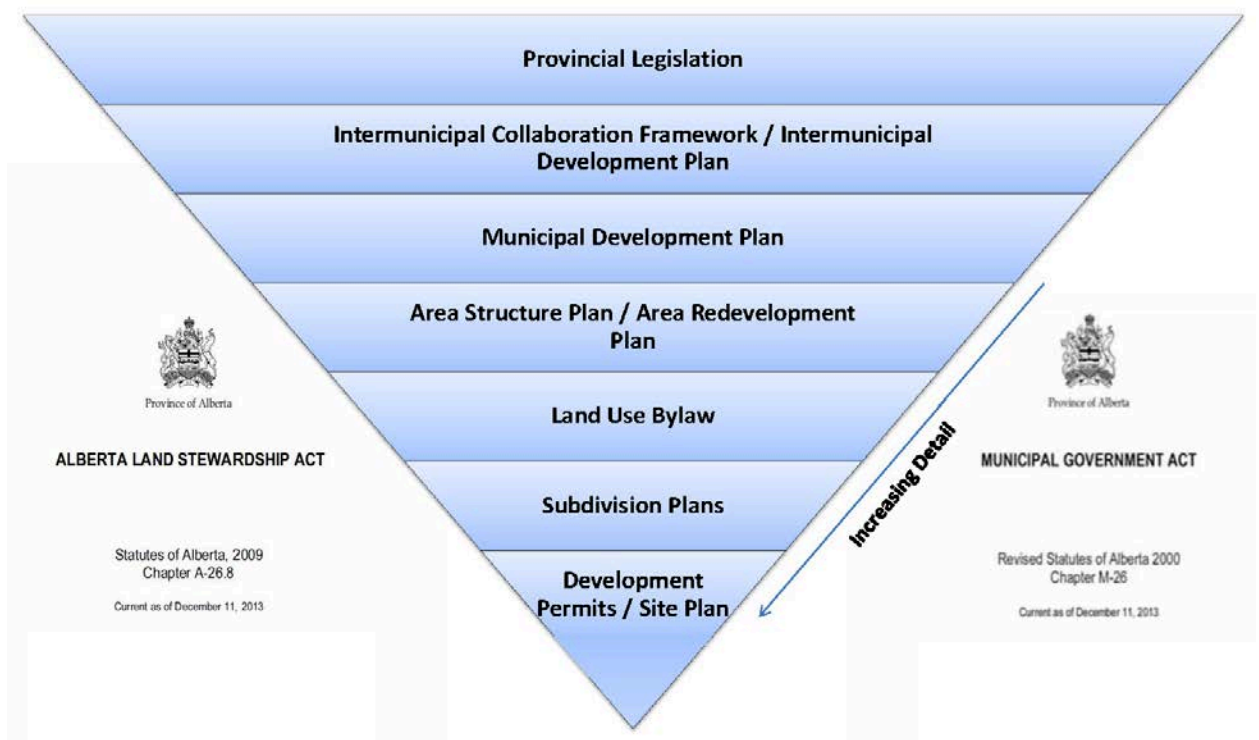 Provincial Legislation
Intermunicipal Collaboration Framework / Intermunicipal
Development Plan
Municipal Development Plan
Area Structure Plan / Area Redevelopment
Plan
Land Use Bylaw
Subdivision Plans
Development
Permits / Site Plan
Increasing Detail
Province of Alberta
ALBERTA LAND STEWARDSHIP ACT
Statutes of Alberta, 2009
Chapter A-26.8
Current as of December 11, 2013
Province of Alberta
MUNICIPAL GOVERNMENT ACT
Revised Statutes of Alberta 2000
Chapter M-26
Current as of December 11, 2013